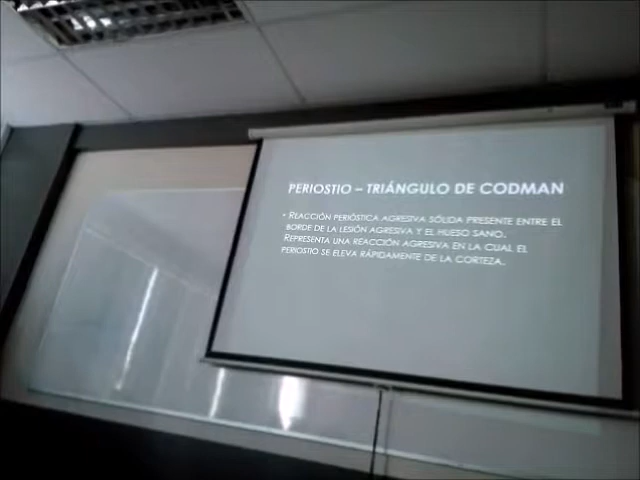 PERIOSTIO – TRIÁNGULO DE CODMAN
• REACCIÓN PERIÓSTICA AGRESIVA SÓLIDA PRESENTE ENTRE EL
BORDE DE LA LESIÓN AGRESIVA Y EL HUESO SANO.
REPRESENTA UNA REACCIÓN AGRESIVA EN LA CUAL EL
PERIOSTIO SE ELEVA RÁPIDAMENTE DE LA CORTEZA.